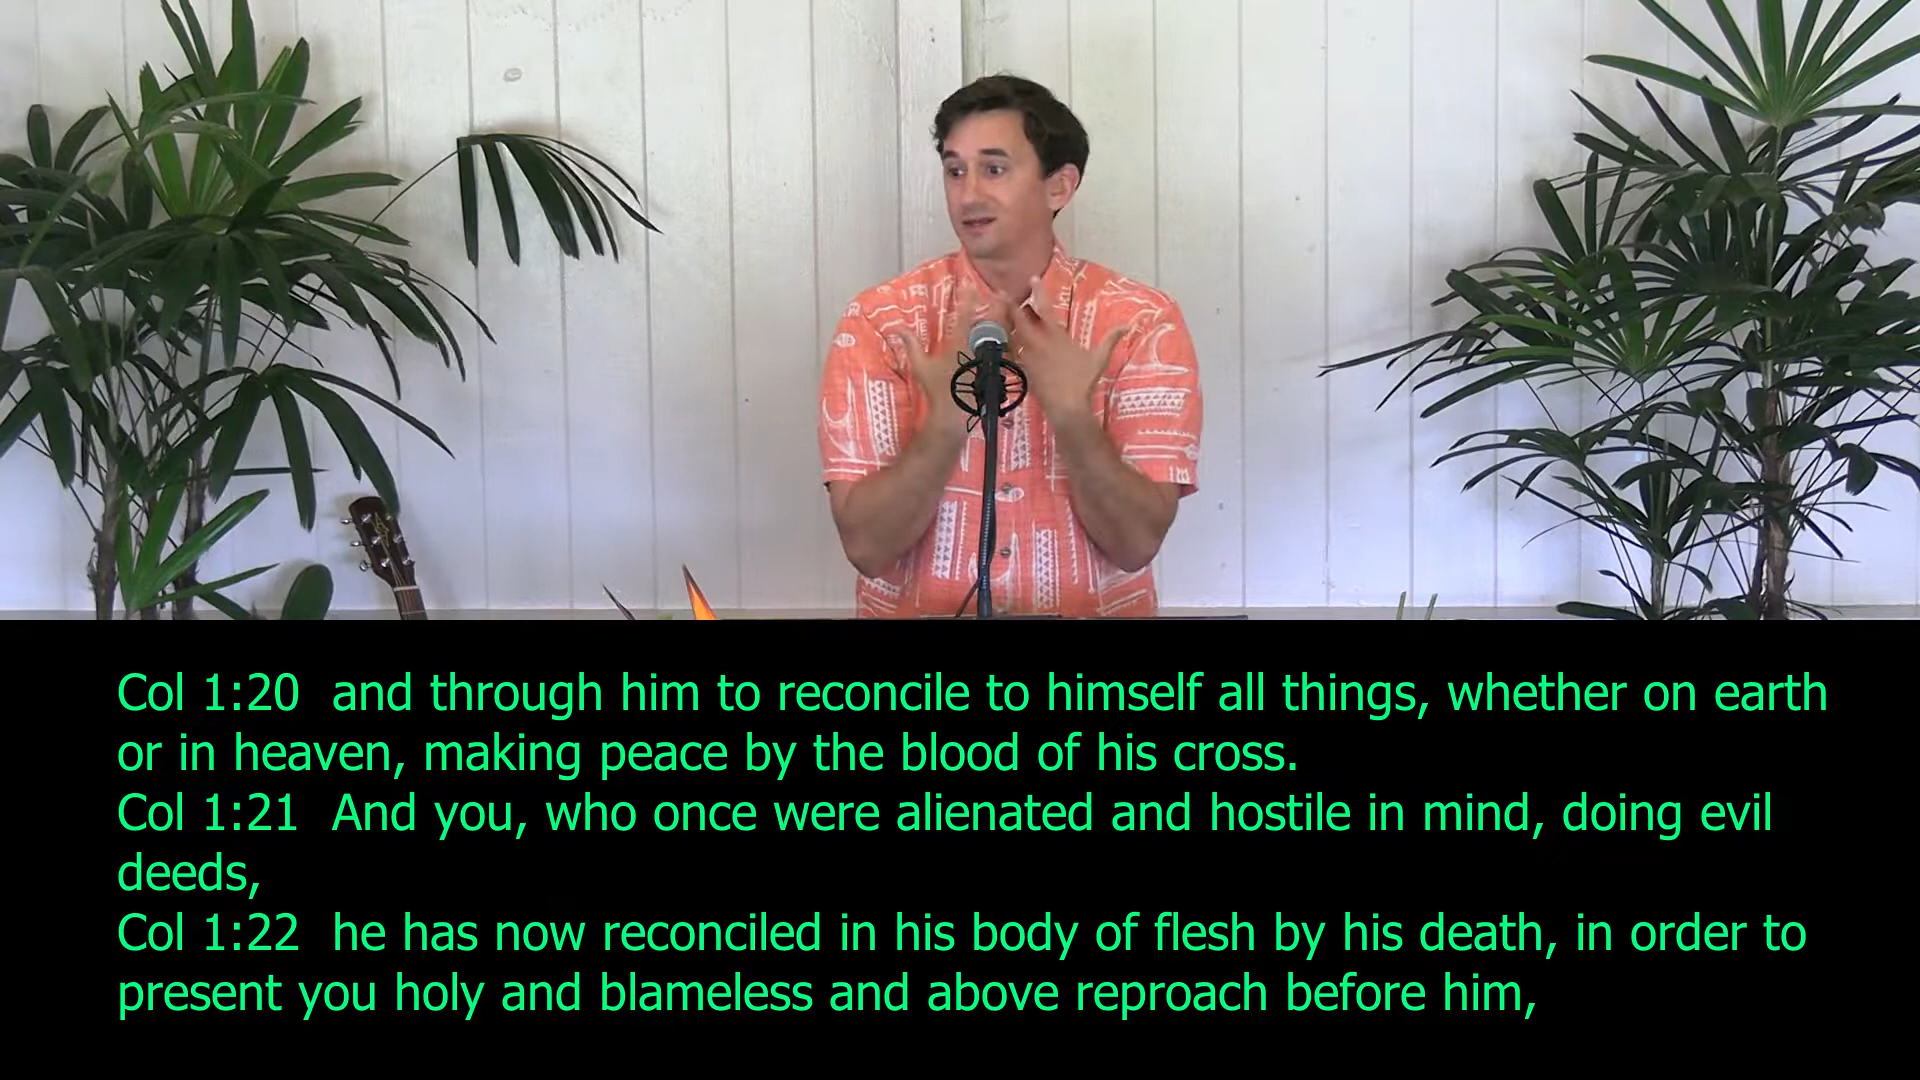 Col 1:20  and through him to reconcile to himself all things, whether on earth
or in heaven, making peace by the blood of his cross.
Col 1:21  And you, who once were alienated and hostile in mind, doing evil
deeds,
Col 1:22  he has now reconciled in his body of flesh by his death, in order to
present you holy and blameless and above reproach before him,